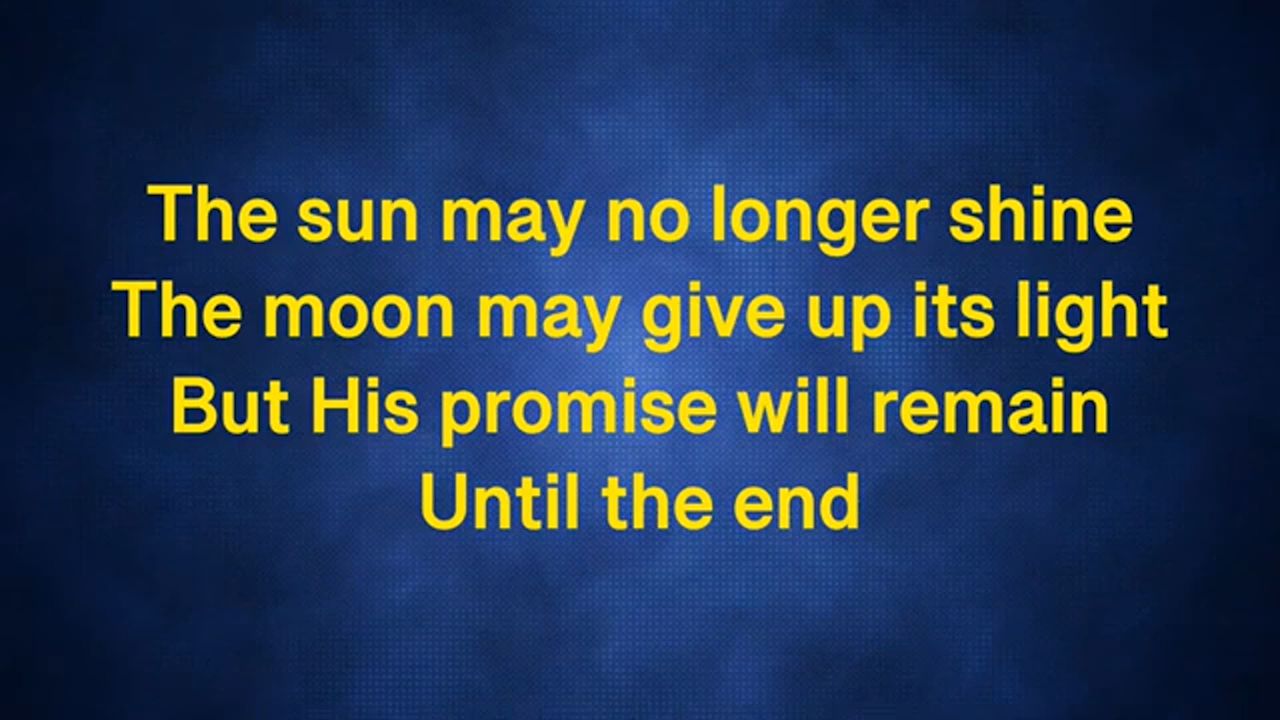 The sun may no longer shine
The moon may give up its light
But His promise will remain
Until the end